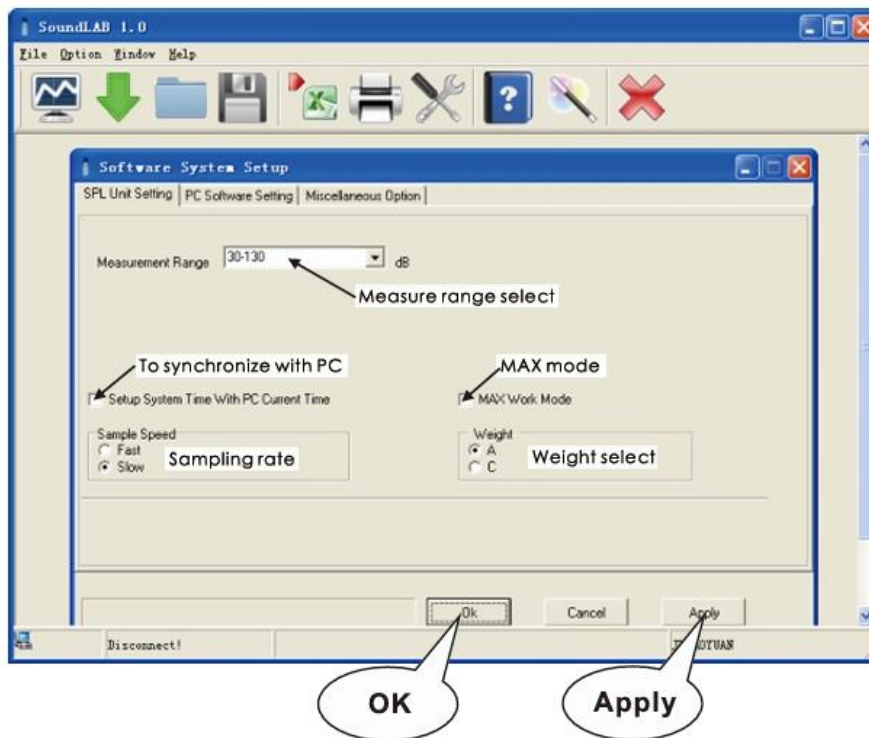 SoundLAB 1.0
File Option Window Help
Software System Setup
SPL Unit Setting PC Software Setting Miscellaneous Option
Measurement Range 30-130 dB
Measure range select
To synchronize with PC MAX mode
Setup System Time With PC Current Time MAX Work Mode
Sample Speed Weight
Fast A
Slow C
Sampling rate Weight select
Ok Cancel Apply
Disconnect!
OK Apply